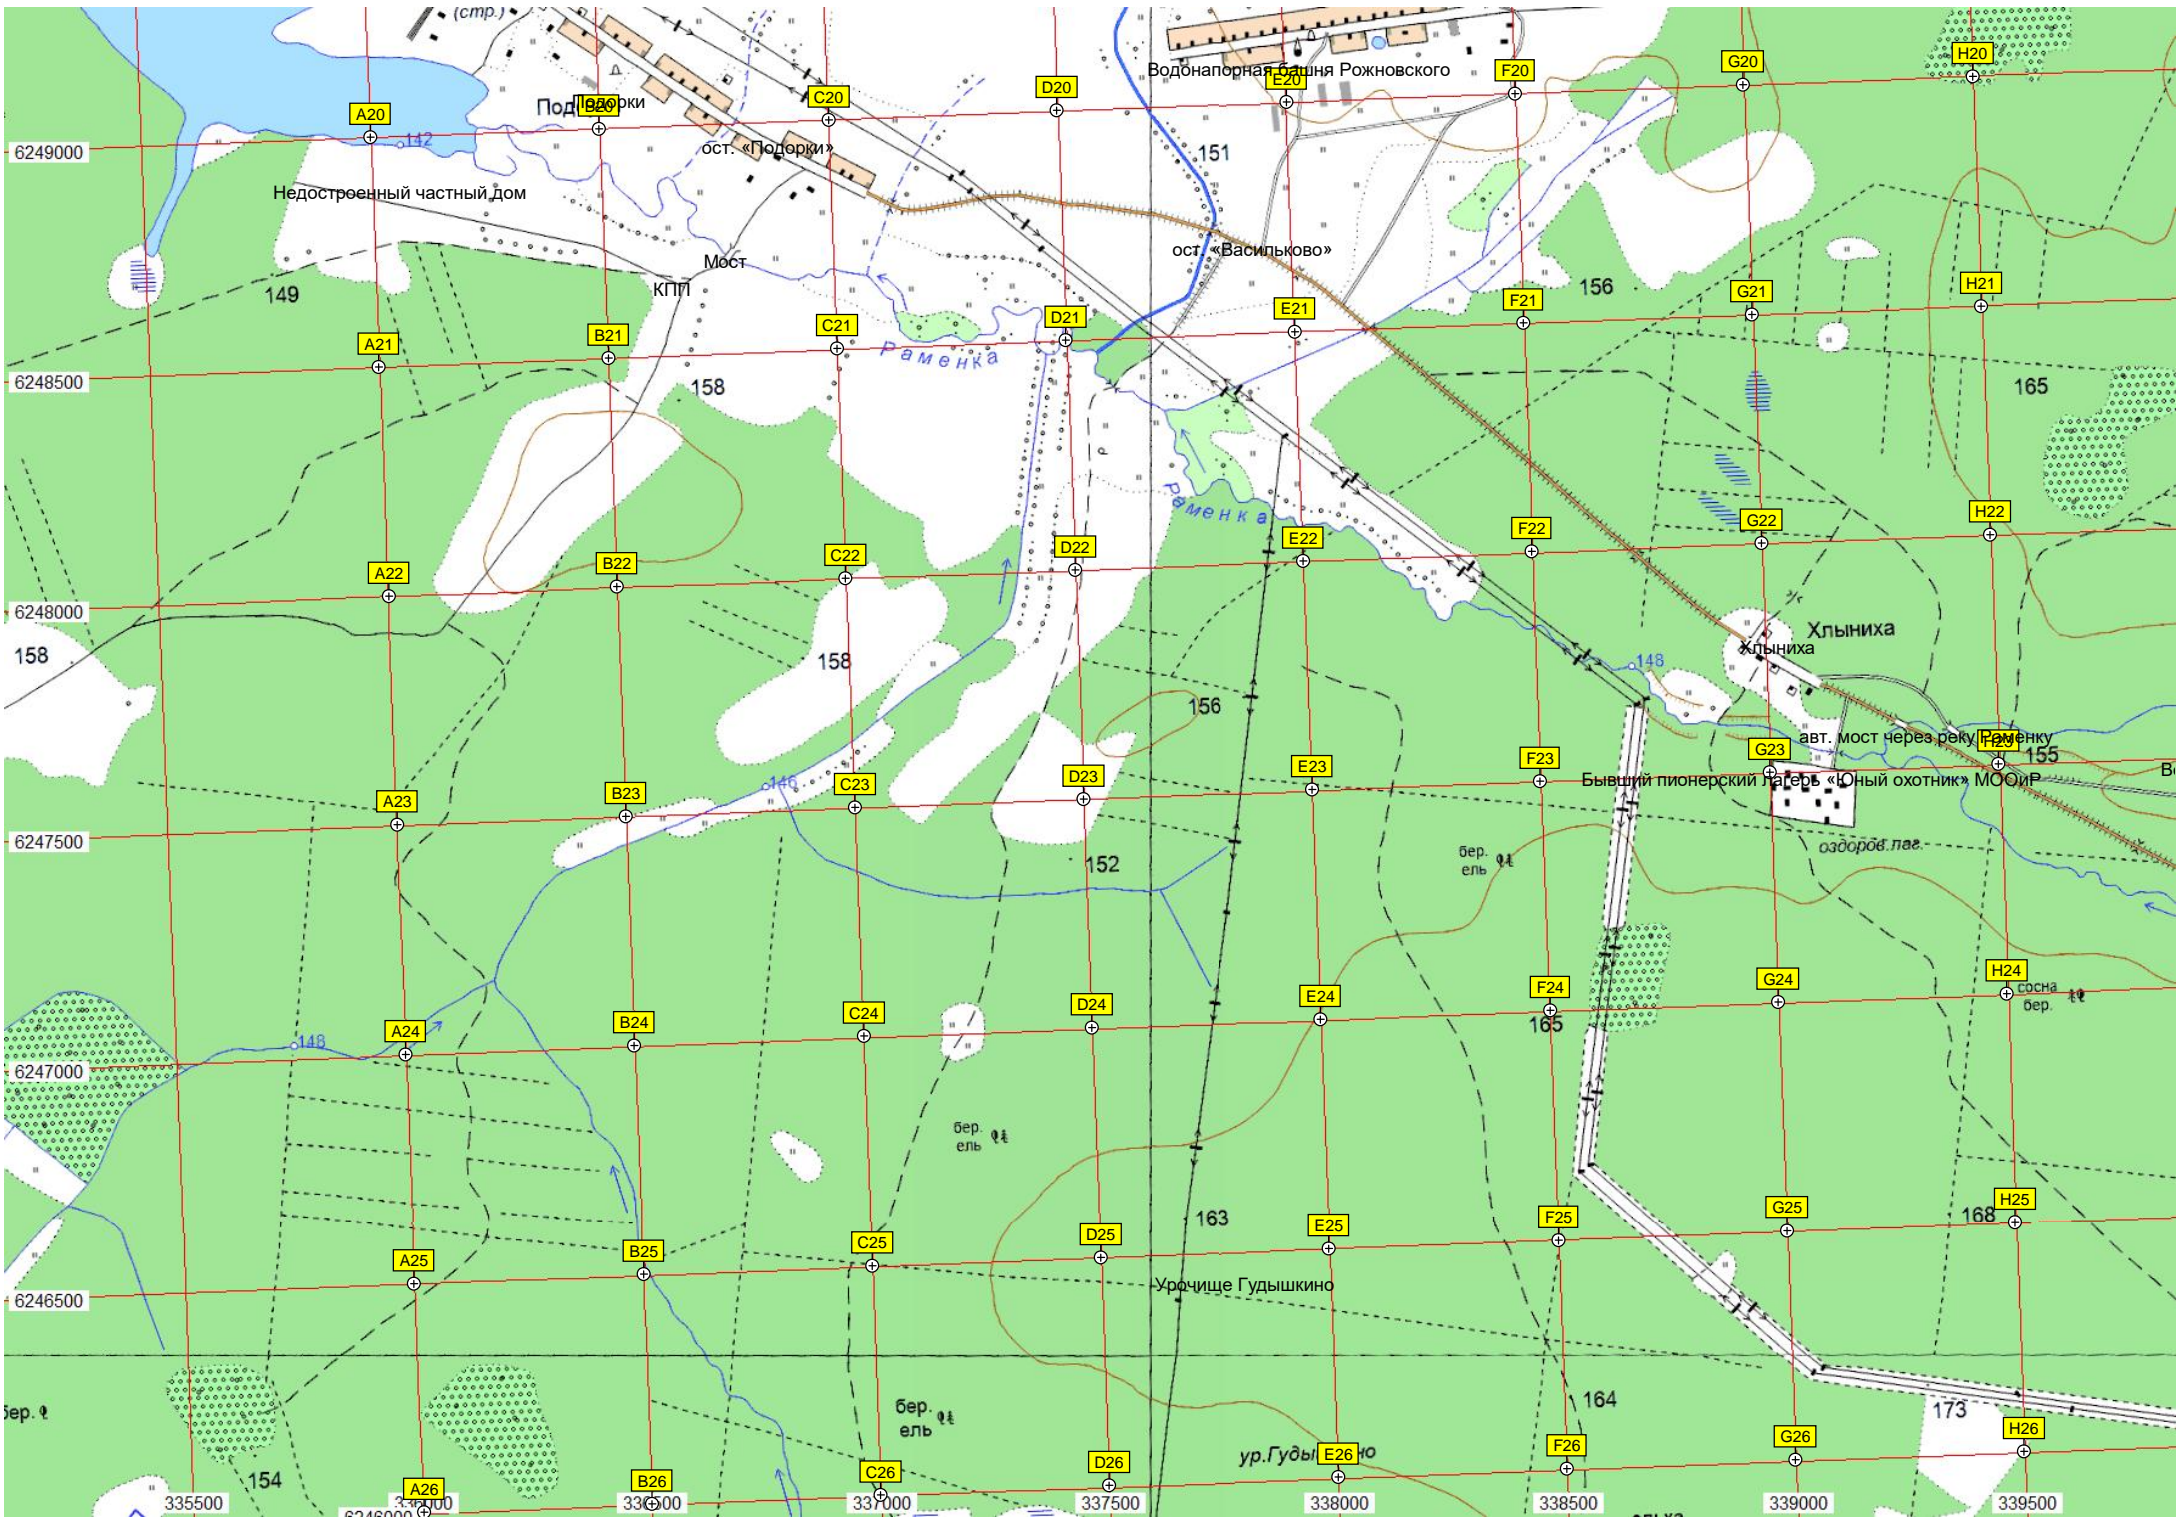 (стр.)
Водонапорная башня Рожновского
A20
B20
Подорки
C20
D20
E20
F20
G20
H20
6249000
142
ост. «Подорки»
151
Недостроенный частный дом
ост. «Васильково»
Мост
КПП
149
156
A21
B21
C21
D21
E21
F21
G21
H21
Раменка
6248500
158
165
Раменка
A22
B22
C22
D22
E22
F22
G22
H22
6248000
158
158
148
Хлыниха
Хлыниха
156
авт. мост через реку Раменку
155
A23
B23
146
C23
D23
E23
F23
G23
H23
Бывший пионерский лагерь «Юный охотник» МООиР
6247500
152
бер.
ель
оздоров.лаг.
A24
B24
C24
D24
E24
F24
G24
H24
сосна
бер.
148
165
6247000
бер.
ель
A25
B25
C25
D25
E25
F25
G25
H25
163
168
6246500
Урочище Гудышкино
бер.
бер.
ель
164
173
154
A26
B26
C26
D26
E26
F26
G26
H26
335500
336000
336500
337000
337500
338000
338500
339000
339500
6246000